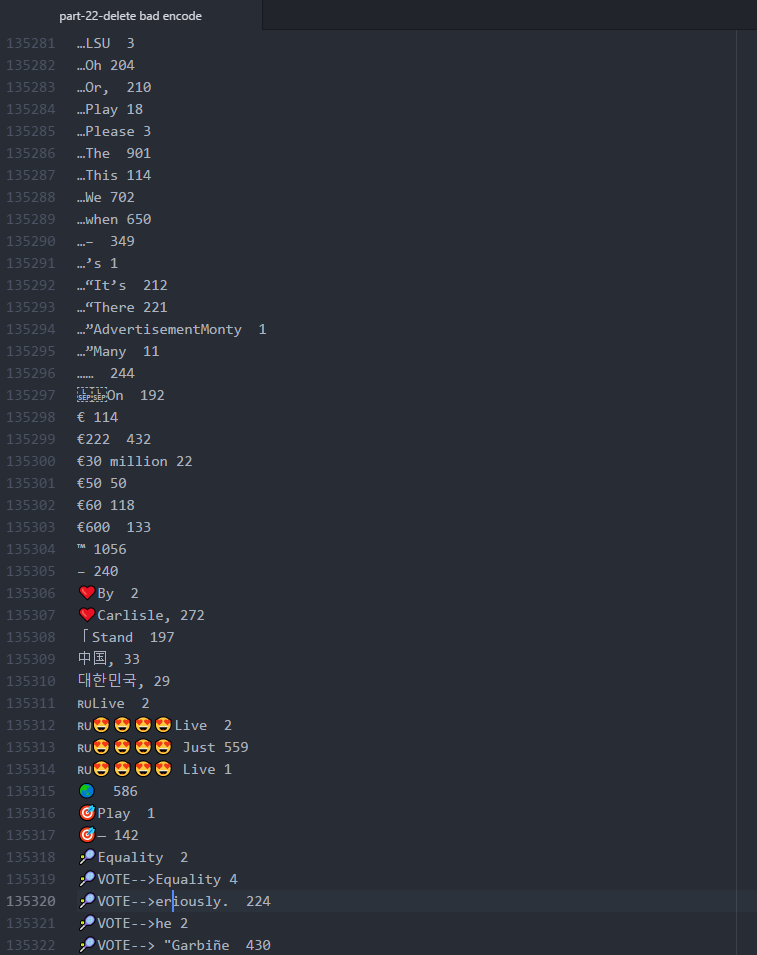 part-22-delete bad encode
135281 …LSU  3
135282 …Oh 204
135283 …Or,  210
135284 …Play 18
135285 …Please 3
135286 …The  901
135287 …This 114
135288 …We 702
135289 …when 650
135290 …–  349
135291 …’s 1
135292 …“It’s  212
135293 …“There 221
135294 …”AdvertisementMonty  1
135295 …”Many  11
135296 ……  244
135297 LSEPLSEPOn  192
135298 € 114
135299 €222  432
135300 €30 million 22
135301 €50 50
135302 €60 118
135303 €600  133
135304 ™ 1056
135305 − 240
135306 ❤️By  2
135307 ❤️Carlisle, 272
135308 「Stand  197
135309 中国, 33
135310 대한민국, 29
135311 🇷🇺Live  2
135312 🇷🇺😍😍😍😍Live  2
135313 🇷🇺😍😍😍😍 Just 559
135314 🇷🇺😍😍😍😍 Live 1
135315 🌏  586
135316 🎯Play  1
135317 🎯— 142
135318 🎾Equality  2
135319 🎾VOTE-->Equality 4
135320 🎾VOTE-->eriously.  224
135321 🎾VOTE-->he 2
135322 🎾VOTE--> "Garbiñe  430